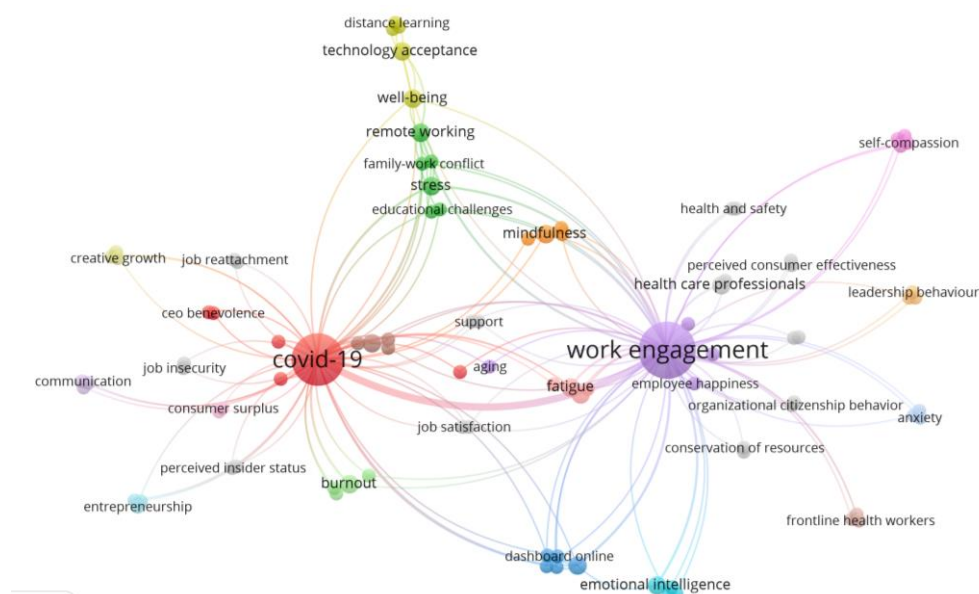 distance learning
technology acceptance
well-being
remote working
self-compassion
family-work conflict
stress
educational challenges
health and safety
mindfulness
creative growth
job reattachment
perceived consumer effectiveness
health care professionals
leadership behaviour
ceo benevolence
support
covid-19
work engagement
job insecurity
aging
communication
fatigue
employee happiness
consumer surplus
organizational citizenship behavior
anxiety
job satisfaction
conservation of resources
perceived insider status
burnout
entrepreneurship
frontline health workers
dashboard online
emotional intelligence